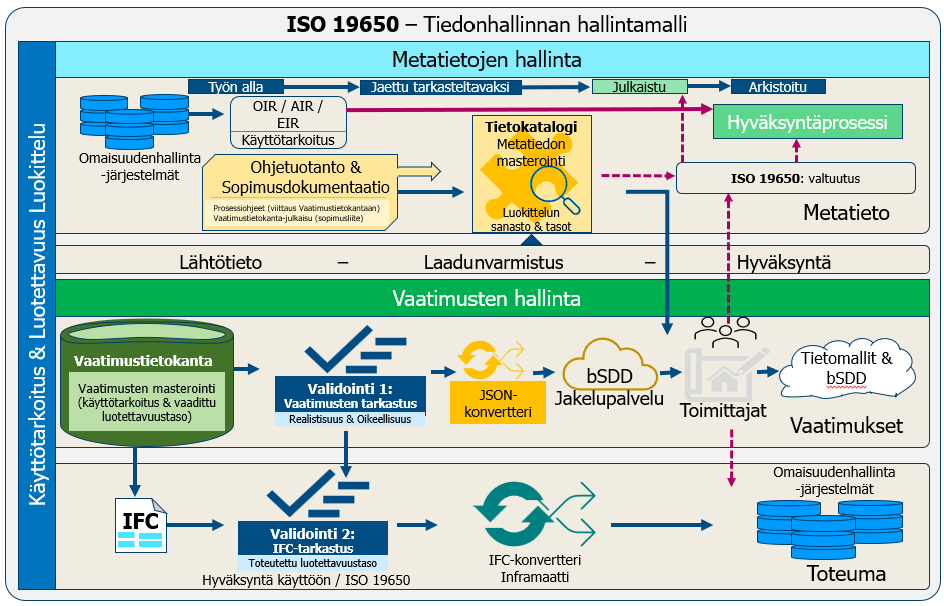 ISO 19650 – Tiedonhallinnan hallintamalli
Käyttötarkoitus & Luotettavuus Luokittelu
Metatietojen hallinta
Työn alla
Jaettu tarkasteltavaksi
Julkaistu
Arkistoitu
OIR / AIR /
EIR
Käyttötarkoitus
Omaisuudenhallinta
-järjestelmät
Ohjetuotanto &
Sopimusdokumentaatio
Prosessiohjeet (viittaus Vaatimustietokantaan)
Vaatimustietokanta-julkaisu (sopimusliite)
Tietokatalogi
Metatiedon
masterointi
Luokittelun
sanasto & tasot
Hyväksyntäprosessi
ISO 19650: valtuutus
Metatieto
Lähtötieto – Laadunvarmistus – Hyväksyntä
Vaatimusten hallinta
Vaatimustietokanta
Vaatimusten masterointi
(käyttötarkoitus & vaadittu
luotettavuustaso)
Validointi 1:
Vaatimusten tarkastus
Realistisuus & Oikeellisuus
JSON-
konvertteri
bSDD
Jakelupalvelu
Toimittajat
Tietomallit &
bSDD
Vaatimukset
IFC
Validointi 2:
IFC-tarkastus
Toteutettu luotettavuustaso
Hyväksyntä käyttöön / ISO 19650
IFC-konvertteri
Inframaatti
Omaisuudenhallinta
-järjestelmät
Toteuma